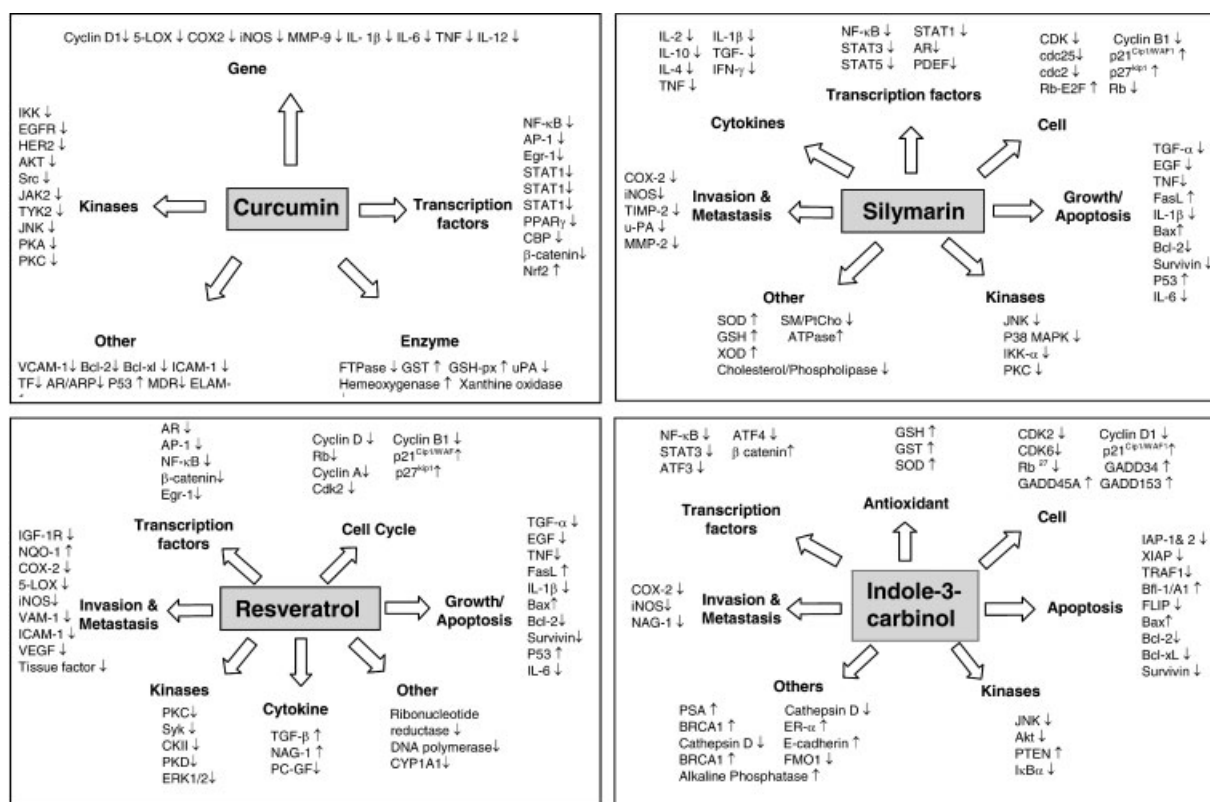 Cyclin D1↓ 5-LOX ↓ COX2 ↓ iNOS ↓ MMP-9 ↓ IL- 1β ↓ IL-6 ↓ TNF ↓ IL-12 ↓
Gene
IKK ↓
EGFR ↓
HER2 ↓
AKT ↓
Src ↓
JAK2 ↓
TYK2 ↓
JNK ↓
PKA ↓
PKC ↓
Kinases
Curcumin
Transcription
factors
NF-κB ↓
AP-1 ↓
Egr-1↓
STAT1↓
STAT1↓
STAT1↓
PPARγ ↓
CBP ↓
β-catenin↓
Nrf2 ↑
Other
VCAM-1↓ Bcl-2↓ Bcl-xl ↓ ICAM-1 ↓
TF↓ AR/ARP↓ P53 ↑ MDR↓ ELAM-
Enzyme
FTPase ↓ GST ↑ GSH-px ↑ uPA ↓
Hemeoxygenase ↑ Xanthine oxidase
IL-2 ↓ IL-1β ↓
IL-10 ↓ TGF- ↓
IL-4 ↓ IFN-γ ↓
TNF ↓
Cytokines
NF-κB ↓ STAT1 ↓
STAT3 ↓ AR↓
STAT5 ↓ PDEF↓
Transcription factors
CDK ↓ Cyclin B1 ↓
cdc25↓ p21Cip1/WAF1 ↑
cdc2 ↓ p27kip1 ↑
Rb-E2F ↑ Rb ↓
Cell
COX-2 ↓
iNOS↓
TIMP-2↓
u-PA ↓
MMP-2 ↓
Invasion &
Metastasis
Silymarin
Growth/
Apoptosis
TGF-α ↓
EGF ↓
TNF↓
FasL ↑
IL-1β ↓
Bax↑
Bcl-2↓
Survivin ↓
P53 ↑
IL-6 ↓
Other
SOD ↑ SM/PtCho ↓
GSH ↑ ATPase↑
XOD ↑
Cholesterol/Phospholipase ↓
Kinases
JNK ↓
P38 MAPK ↓
IKK-α ↓
PKC ↓
AR ↓
AP-1 ↓
NF-κB ↓
β-catenin↓
Egr-1↓
Transcription
factors
Cyclin D ↓ Cyclin B1 ↓
Rb↓ p21Cip1/WAF↑
Cyclin A↓ p27kip1↑
Cdk2 ↓
Cell Cycle
IGF-1R↓
NQO-1 ↑
COX-2↓
5-LOX ↓
iNOS↓
VAM-1 ↓
ICAM-1 ↓
VEGF ↓
Tissue factor ↓
Invasion &
Metastasis
Resveratrol
Growth/
Apoptosis
TGF-α ↓
EGF ↓
TNF↓
FasL ↑
IL-1β ↓
Bax↑
Bcl-2↓
Survivin↓
P53 ↑
IL-6 ↓
Kinases
PKC↓
Syk ↓
CKII ↓
PKD↓
ERK1/2↓
Cytokine
TGF-β ↑
NAG-1 ↑
PC-GF↓
Other
Ribonucleotide
reductase ↓
DNA polymerase↓
CYP1A1↓
NF-κB ↓ ATF4 ↓
STAT3 ↓ β catenin↑
ATF3 ↓
Transcription
factors
GSH ↑
GST ↑
SOD ↑
Antioxidant
CDK2 ↓ Cyclin D1 ↓
CDK6↓ p21Cip1/WAF1↑
Rb 27 ↓ GADD34 ↑
GADD45A ↑ GADD153 ↑
Cell
COX-2 ↓
iNOS↓
NAG-1 ↓
Invasion &
Metastasis
Indole-3-
carbinol
Apoptosis
IAP-1& 2 ↓
XIAP ↓
TRAF1↓
Bfl-1/A1 ↑
FLIP ↓
Bax↑
Bcl-2↓
Bcl-xL ↓
Survivin ↓
Others
PSA ↑ Cathepsin D ↓
BRCA1 ↑ ER-α ↑
Cathepsin D ↓ E-cadherin ↑
BRCA1 ↑ FMO1 ↓
Alkaline Phosphatase ↑
Kinases
JNK ↓
Akt ↓
PTEN ↑
IκBα ↓